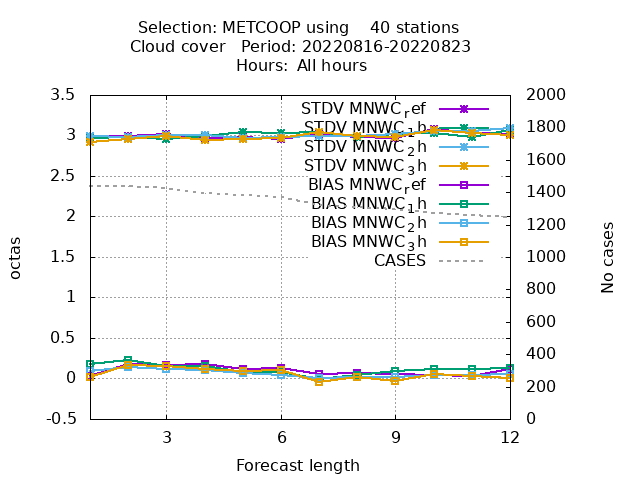 Selection: METCOOP using 40 stations
Cloud cover Period: 20220816-20220823
Hours: All hours
3.5
3
2.5
2
1.5
1
0.5
0
-0.5
octas
2000
1800
1600
1400
1200
1000
800
600
400
200
0
No cases
STDV MNWC_ref
STDV MNWC_1h
STDV MNWC_2h
STDV MNWC_3h
BIAS MNWC_ref
BIAS MNWC_1h
BIAS MNWC_2h
BIAS MNWC_3h
CASES
3 6 9 12
Forecast length